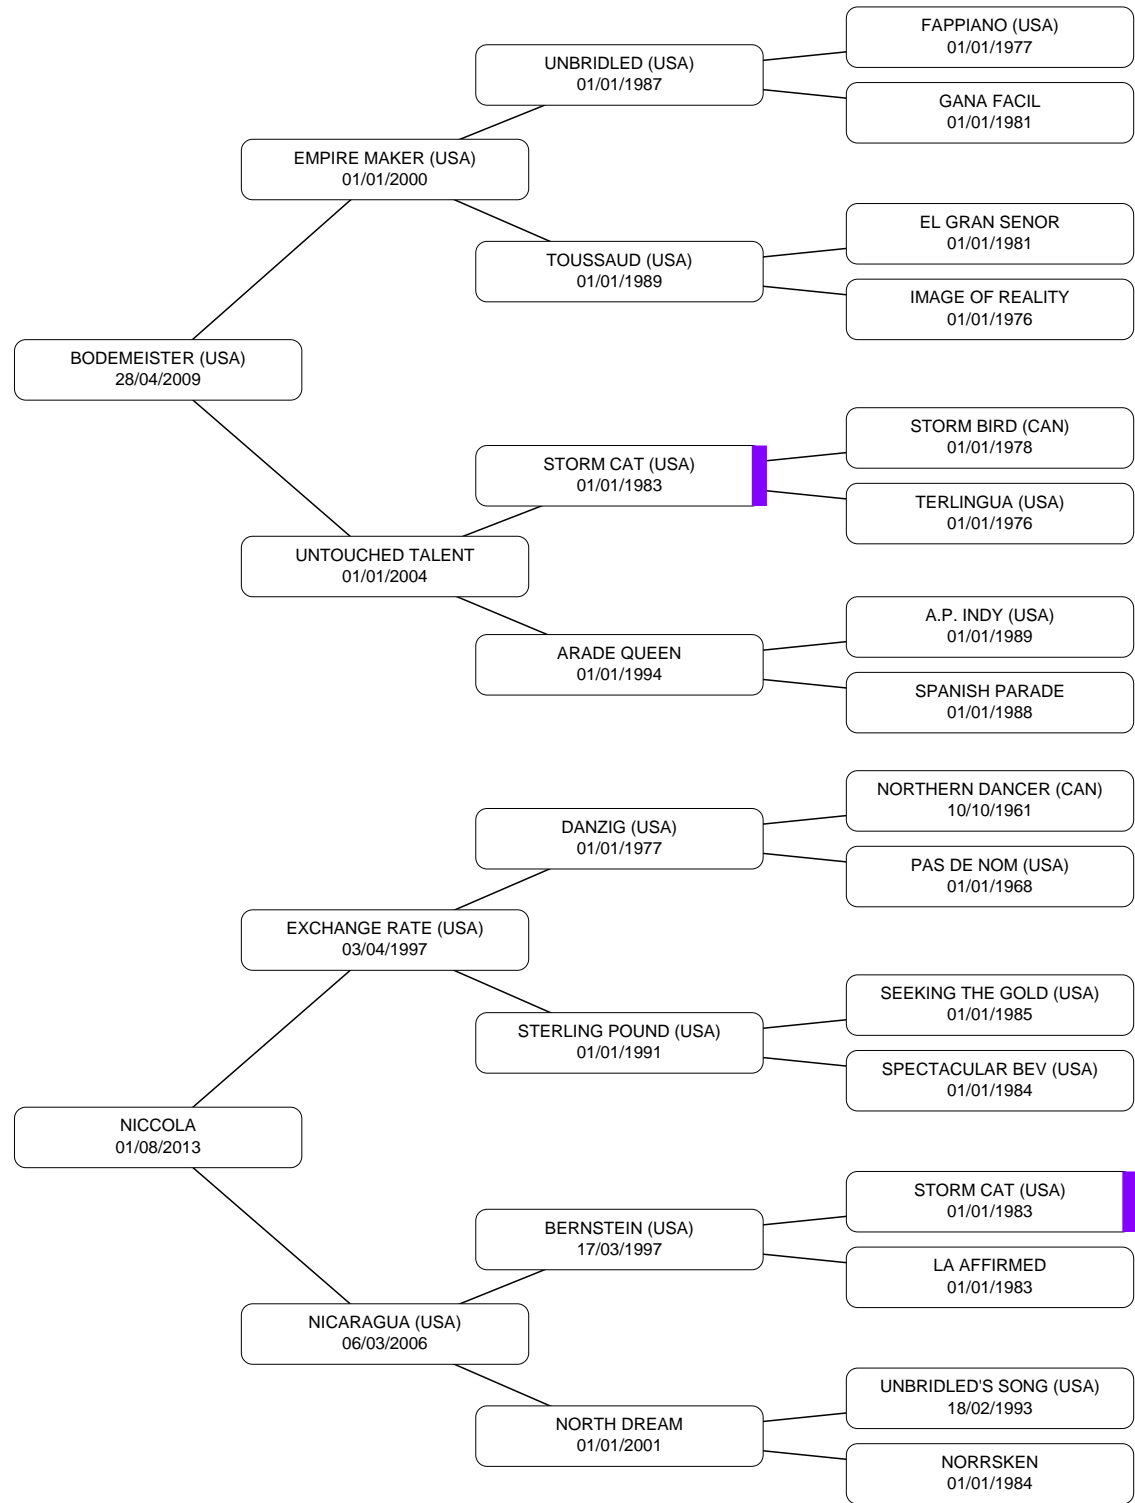 FAPPIANO (USA)
01/01/1977
UNBRIDLED (USA)
01/01/1987
GANA FACIL
01/01/1981
EMPIRE MAKER (USA)
01/01/2000
EL GRAN SENOR
01/01/1981
TOUSSAUD (USA)
01/01/1989
IMAGE OF REALITY
01/01/1976
BODEMEISTER (USA)
28/04/2009
STORM BIRD (CAN)
01/01/1978
STORM CAT (USA)
01/01/1983
TERLINGUA (USA)
01/01/1976
UNTOUCHED TALENT
01/01/2004
A.P. INDY (USA)
01/01/1989
ARADE QUEEN
01/01/1994
SPANISH PARADE
01/01/1988
NORTHERN DANCER (CAN)
10/10/1961
DANZIG (USA)
01/01/1977
PAS DE NOM (USA)
01/01/1968
EXCHANGE RATE (USA)
03/04/1997
SEEKING THE GOLD (USA)
01/01/1985
STERLING POUND (USA)
01/01/1991
SPECTACULAR BEV (USA)
01/01/1984
NICCOLA
01/08/2013
STORM CAT (USA)
01/01/1983
BERNSTEIN (USA)
17/03/1997
LA AFFIRMED
01/01/1983
NICARAGUA (USA)
06/03/2006
UNBRIDLED'S SONG (USA)
18/02/1993
NORTH DREAM
01/01/2001
NORRSKEN
01/01/1984